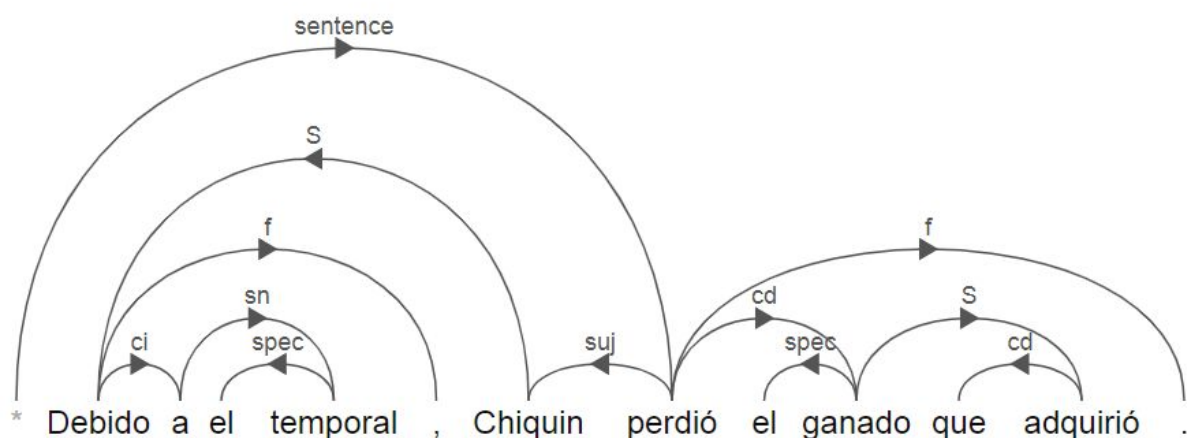 sentence
S
f f
sn cd S
ci spec suj spec cd
* Debido a el temporal , Chiquin perdió el ganado que adquirió .